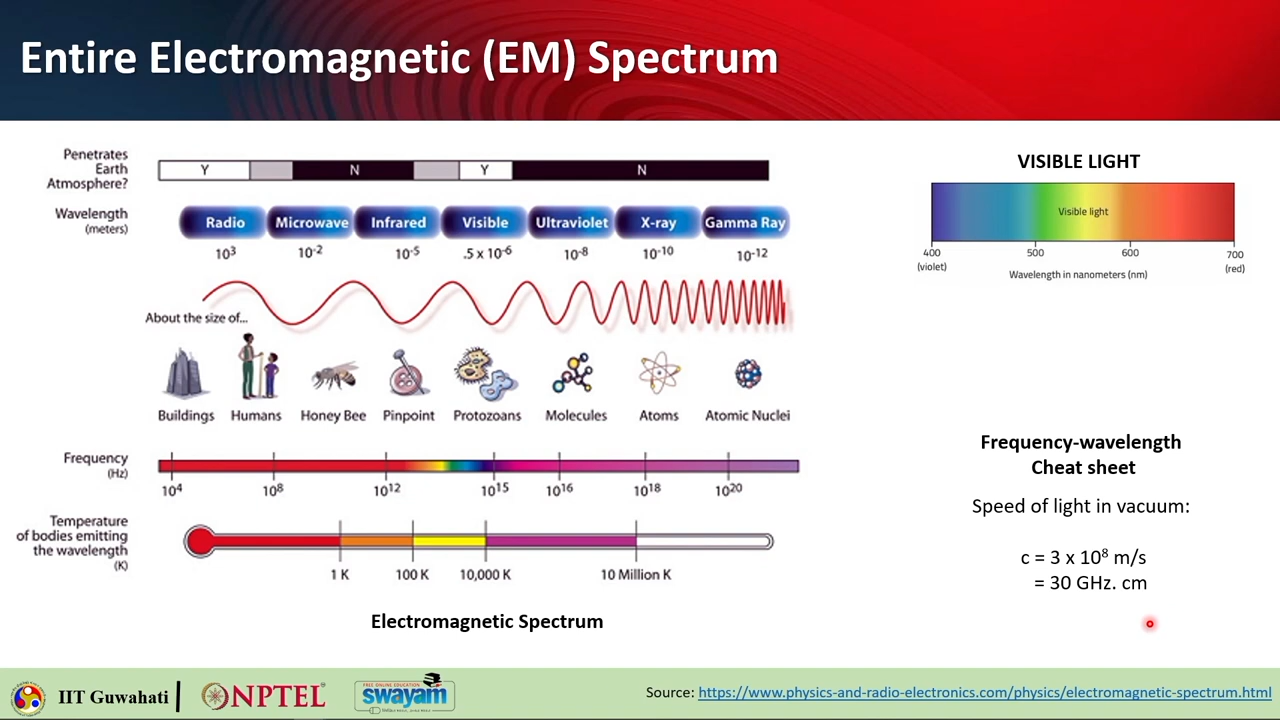 Entire Electromagnetic (EM) Spectrum
Penetrates
Earth
Atmosphere?
Y
N
Y
N
Wavelength
(meters)
Radio
Microwave
Infrared
Visible
Ultraviolet
X-ray
Gamma Ray
10³
10⁻²
10⁻⁵
.5 x 10⁻⁶
10⁻⁸
10⁻¹⁰
10⁻¹²
About the size of...
Buildings
Humans
Honey Bee
Pinpoint
Protozoans
Molecules
Atoms
Atomic Nuclei
Frequency
(Hz)
10⁴
10⁸
10¹²
10¹⁵
10¹⁶
10¹⁸
10²⁰
Temperature
of bodies emitting
the wavelength
(K)
1 K
100 K
10,000 K
10 Million K
Electromagnetic Spectrum
VISIBLE LIGHT
Visible light
400
(violet)
500
600
700
(red)
Wavelength in nanometers (nm)
Frequency-wavelength
Cheat sheet
Speed of light in vacuum:
c = 3 x 10⁸ m/s
= 30 GHz. cm
IIT Guwahati
NPTEL
FREE ONLINE EDUCATION
swayam
Source: https://www.physics-and-radio-electronics.com/physics/electromagnetic-spectrum.html